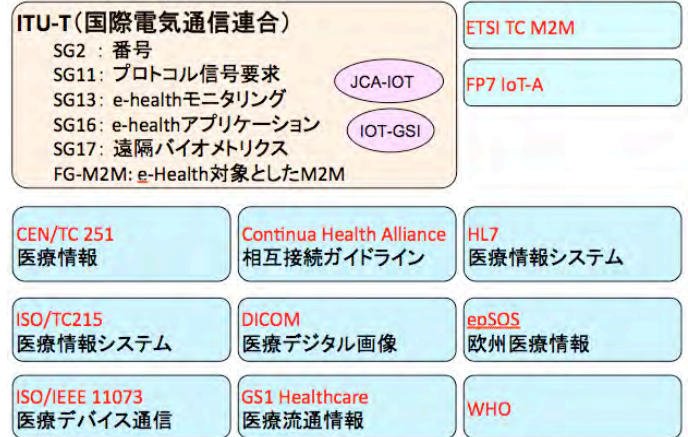 ITU-T(国際電気通信連合)
SG2 : 番号
SG11: プロトコル信号要求
SG13: e-healthモニタリング
SG16: e-healthアプリケーション
SG17: 遠隔バイオメトリクス
FG-M2M: e-Health対象としたM2M
JCA-IOT
IOT-GSI
ETSI TC M2M
FP7 IoT-A
CEN/TC 251
医療情報
Continua Health Alliance
相互接続ガイドライン
HL7
医療情報システム
ISO/TC215
医療情報システム
DICOM
医療デジタル画像
epSOS
欧州医療情報
ISO/IEEE 11073
医療デバイス通信
GS1 Healthcare
医療流通情報
WHO